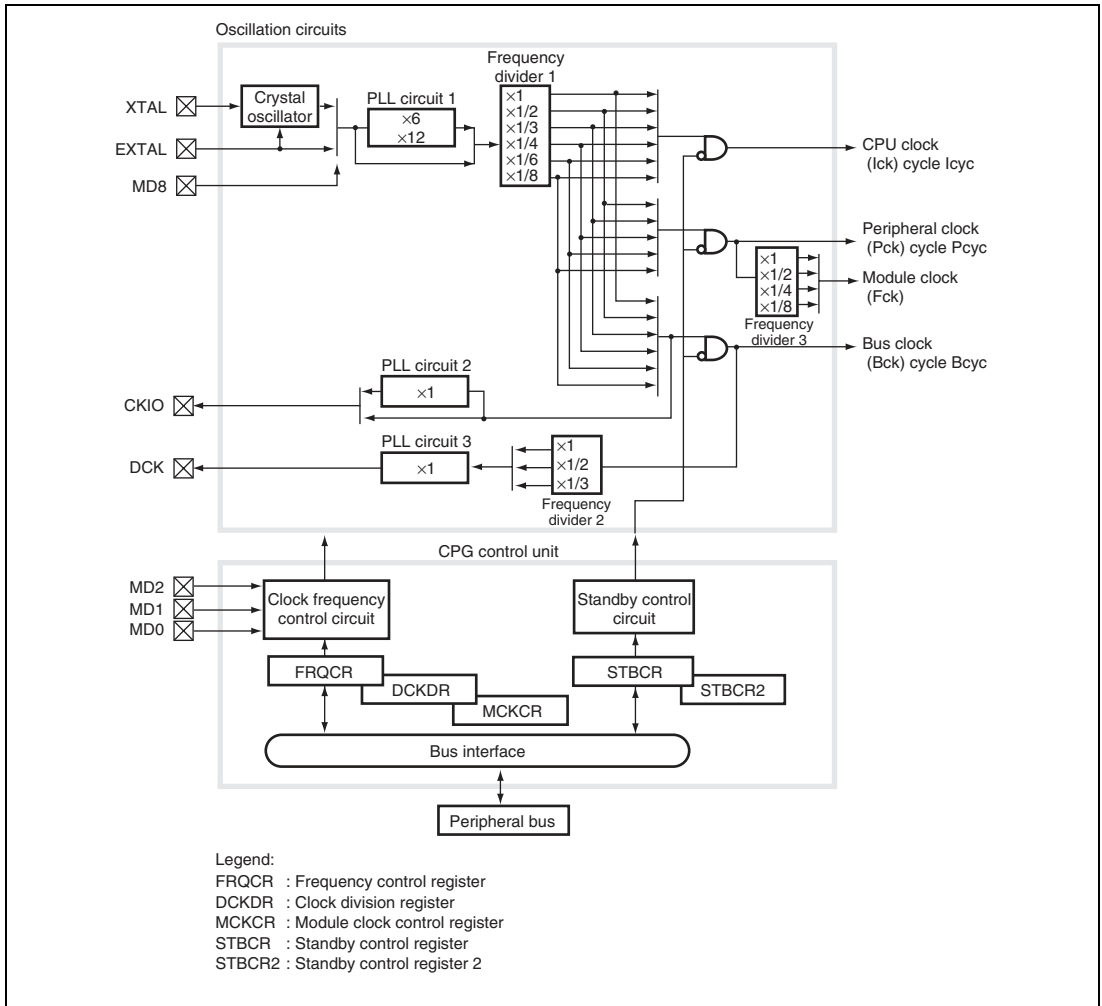 Oscillation circuits
XTAL
EXTAL
MD8
Crystal
oscillator
PLL circuit 1
×6
×12
Frequency
divider 1
×1
×1/2
×1/3
×1/4
×1/6
×1/8
CPU clock
(Ick) cycle Icyc
Peripheral clock
(Pck) cycle Pcyc
×1
×1/2
×1/4
×1/8
Frequency
divider 3
Module clock
(Fck)
Bus clock
(Bck) cycle Bcyc
PLL circuit 2
×1
CKIO
PLL circuit 3
×1
DCK
×1
×1/2
×1/3
Frequency
divider 2
CPG control unit
MD2
MD1
MD0
Clock frequency
control circuit
Standby control
circuit
FRQCR
DCKDR
MCKCR
STBCR
STBCR2
Bus interface
Peripheral bus
Legend:
FRQCR : Frequency control register
DCKDR : Clock division register
MCKCR : Module clock control register
STBCR : Standby control register
STBCR2 : Standby control register 2